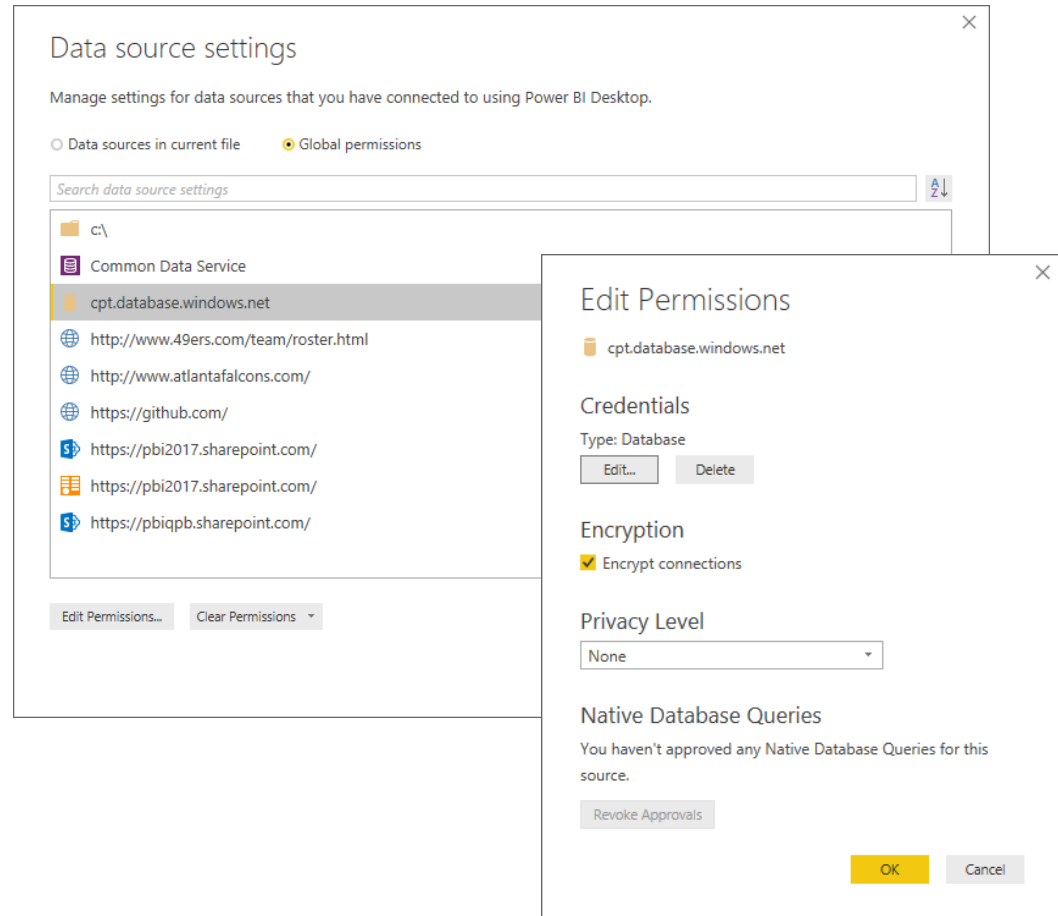 Data source settings
Manage settings for data sources that you have connected to using Power BI Desktop.
Data sources in current file
Global permissions
Search data source settings
A
Z
c:\
Common Data Service
cpt.database.windows.net
http://www.49ers.com/team/roster.html
http://www.atlantafalcons.com/
https://github.com/
https://pbi2017.sharepoint.com/
https://pbi2017.sharepoint.com/
https://pbiqpb.sharepoint.com/
Edit Permissions...
Clear Permissions
Edit Permissions
cpt.database.windows.net
Credentials
Type: Database
Edit...
Delete
Encryption
Encrypt connections
Privacy Level
None
Native Database Queries
You haven't approved any Native Database Queries for this
source.
Revoke Approvals
OK
Cancel